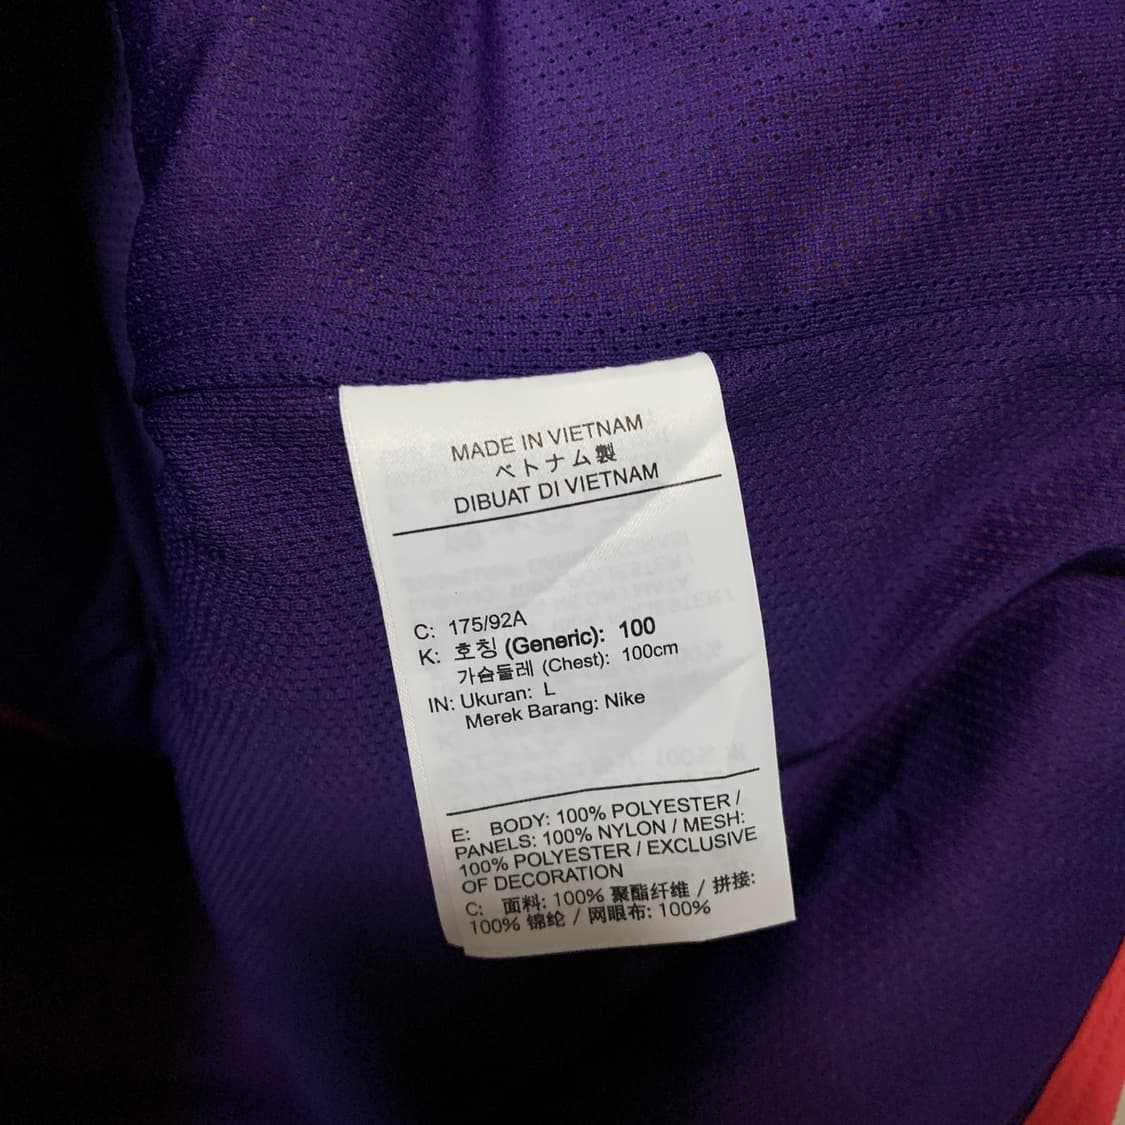 MADE IN VIETNAM
ベトナム製
DIBUAT DI VIETNAM
C: 175/92A
K: 호칭 (Generic): 100
가슴둘레 (Chest): 100cm
IN: Ukuran: L
Merek Barang: Nike
E: BODY: 100% POLYESTER /
PANELS: 100% NYLON / MESH:
100% POLYESTER / EXCLUSIVE
OF DECORATION
C: 面料: 100% 聚酯纤维 / 拼接:
100% 锦纶 / 网眼布: 100%